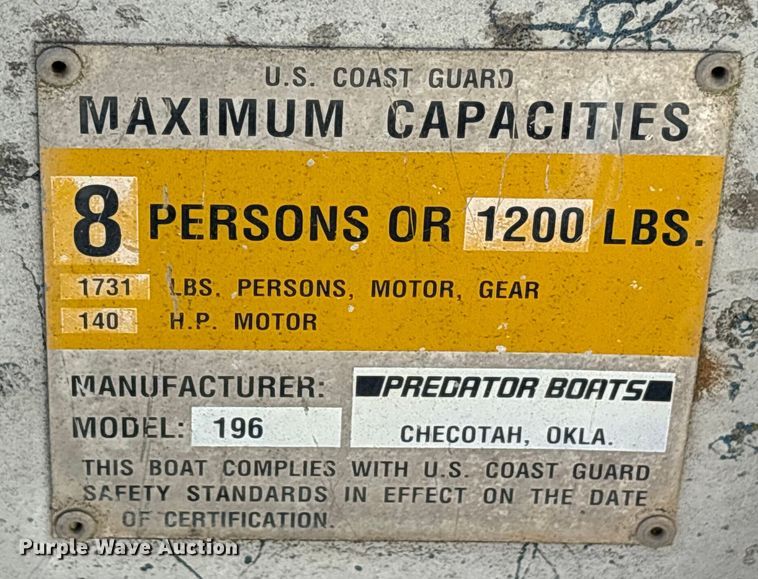 U.S. COAST GUARD
MAXIMUM CAPACITIES
8 PERSONS OR 1200 LBS.
1731 LBS. PERSONS, MOTOR, GEAR
140 H.P. MOTOR
MANUFACTURER: PREDATOR BOATS
MODEL: 196 CHECOTAH, OKLA.
THIS BOAT COMPLIES WITH U.S. COAST GUARD
SAFETY STANDARDS IN EFFECT ON THE DATE
OF CERTIFICATION.
Purple Wave Auction